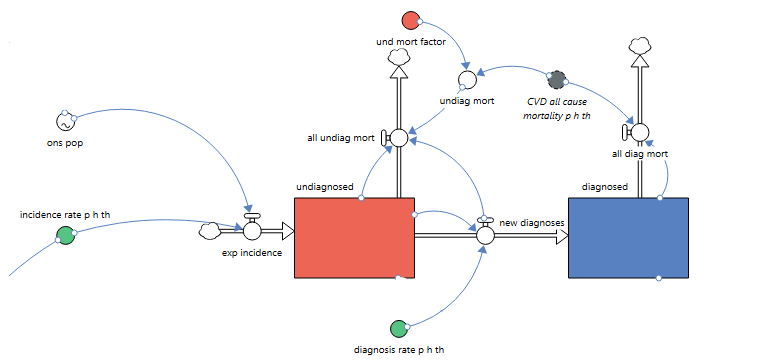 und mort factor
undiag mort
CVD all cause
mortality p h th
ons pop
all undiag mort
all diag mort
undiagnosed
diagnosed
incidence rate p h th
new diagnoses
exp incidence
diagnosis rate p h th